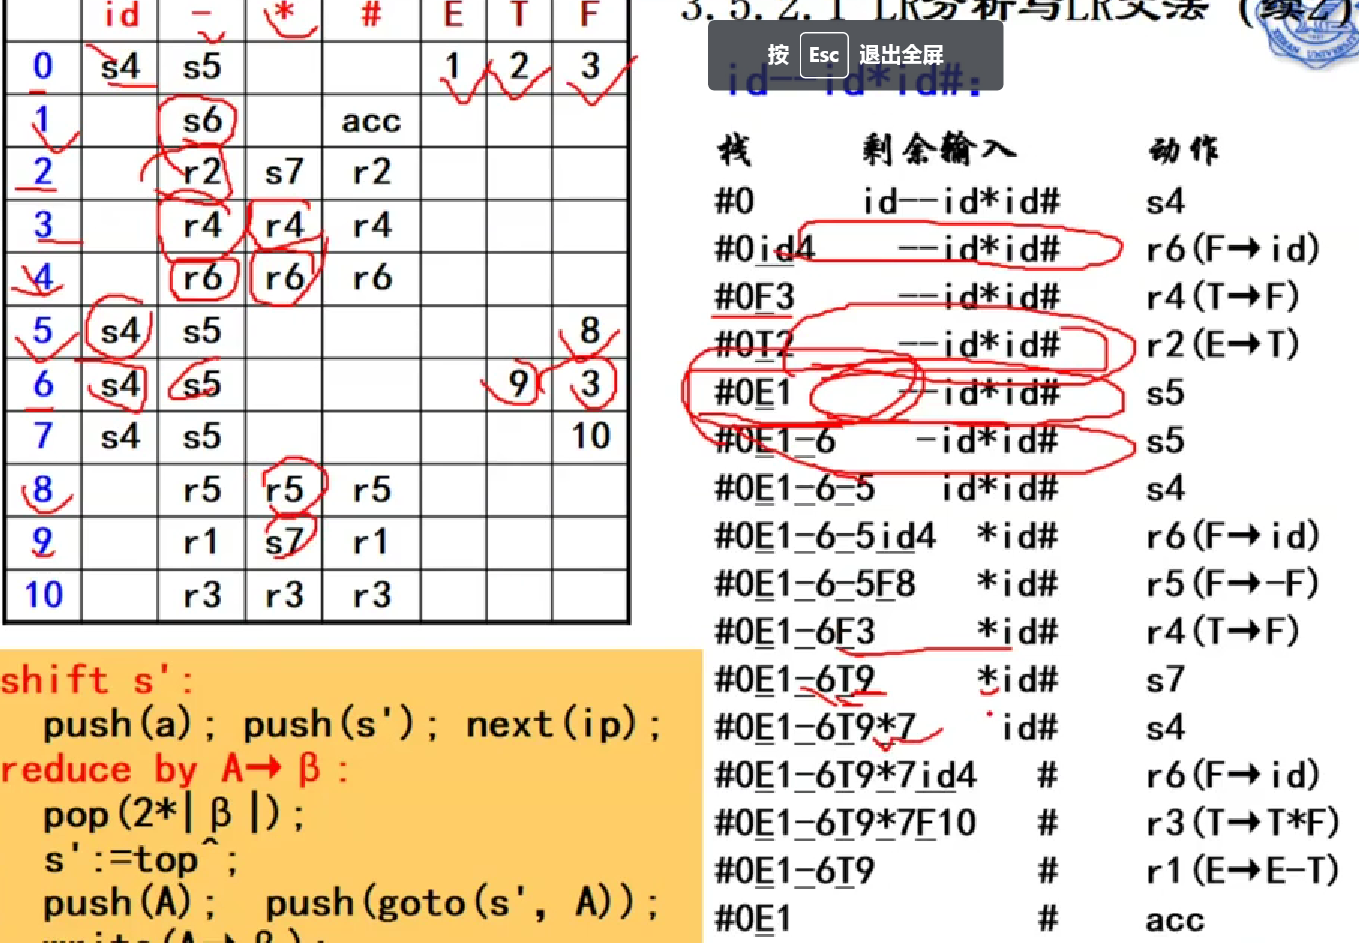 id - * # E T F
0 s4 s5 1 2 3
1 s6 acc
2 r2 s7 r2
3 r4 r4 r4
4 r6 r6 r6
5 s4 s5 8
6 s4 s5 9 3
7 s4 s5 10
8 r5 r5 r5
9 r1 s7 r1
10 r3 r3 r3
shift s':
push(a); push(s'); next(ip);
reduce by A→β:
pop(2*|β|);
s':=top^;
push(A); push(goto(s', A));
write(A→β);
3.5.2.1 LR分析与LR文法 (续2)
按 Esc 退出全屏
id--id*id#:
栈 剩余输入 动作
#0 id--id*id# s4
#0id4 --id*id# r6(F→id)
#0F3 --id*id# r4(T→F)
#0T2 --id*id# r2(E→T)
#0E1 --id*id# s5
#0E1-6 -id*id# s5
#0E1-6-5 id*id# s4
#0E1-6-5id4 *id# r6(F→id)
#0E1-6-5F8 *id# r5(F→-F)
#0E1-6F3 *id# r4(T→F)
#0E1-6T9 *id# s7
#0E1-6T9*7 id# s4
#0E1-6T9*7id4 # r6(F→id)
#0E1-6T9*7F10 # r3(T→T*F)
#0E1-6T9 # r1(E→E-T)
#0E1 # acc